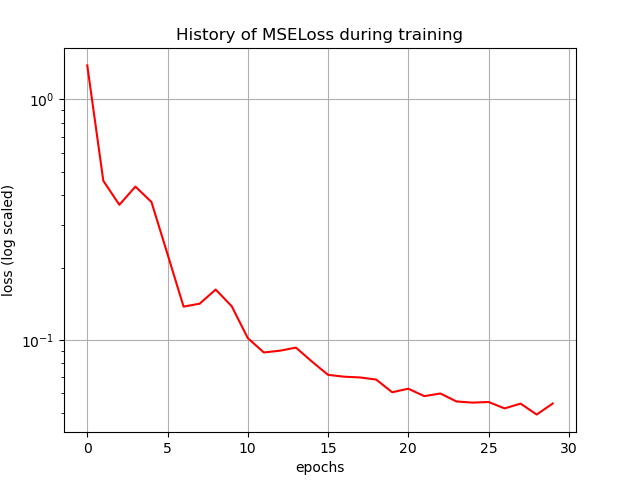 History of MSELoss during training
10⁰
10⁻¹
loss (log scaled)
0 5 10 15 20 25 30
epochs